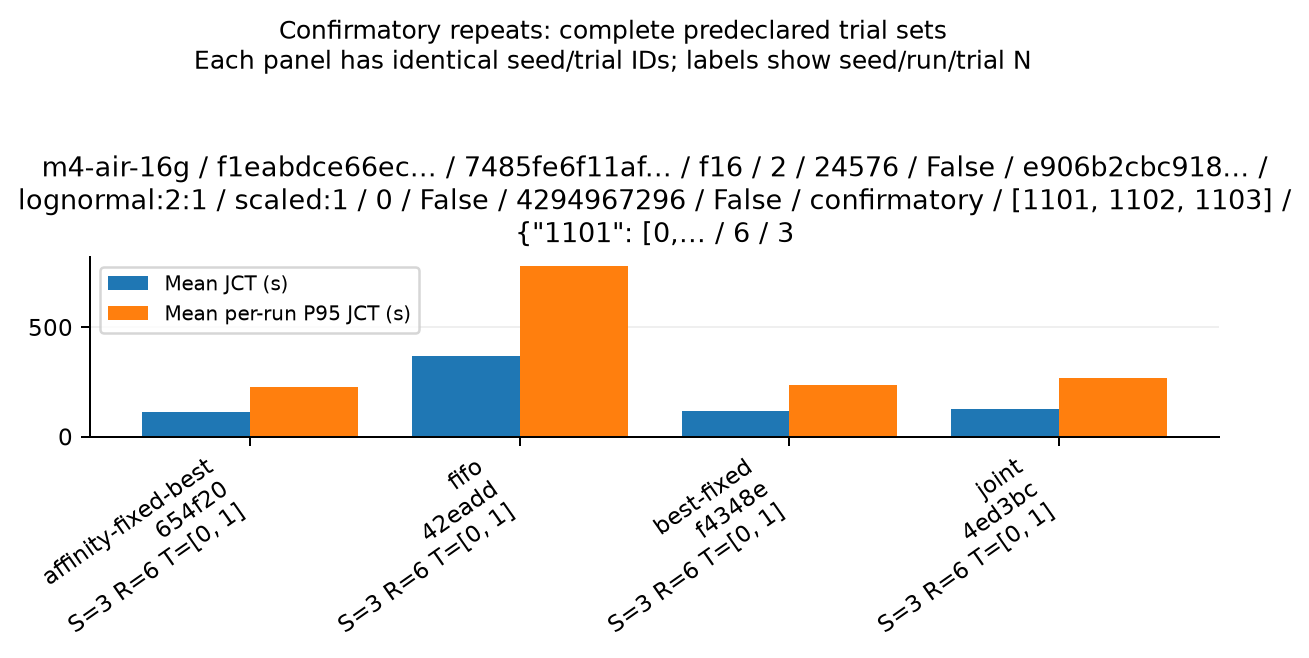 Confirmatory repeats: complete predeclared trial sets
Each panel has identical seed/trial IDs; labels show seed/run/trial N
m4-air-16g / f1eabdce66ec... / 7485fe6f11af... / f16 / 2 / 24576 / False / e906b2cbc918... /
lognormal:2:1 / scaled:1 / 0 / False / 4294967296 / False / confirmatory / [1101, 1102, 1103] /
{"1101": [0,... / 6 / 3
Mean JCT (s)
Mean per-run P95 JCT (s)
500
0
affinity-fixed-best
654f20
S=3 R=6 T=[0, 1]
fifo
42eadd
S=3 R=6 T=[0, 1]
best-fixed
f4348e
S=3 R=6 T=[0, 1]
joint
4ed3bc
S=3 R=6 T=[0, 1]